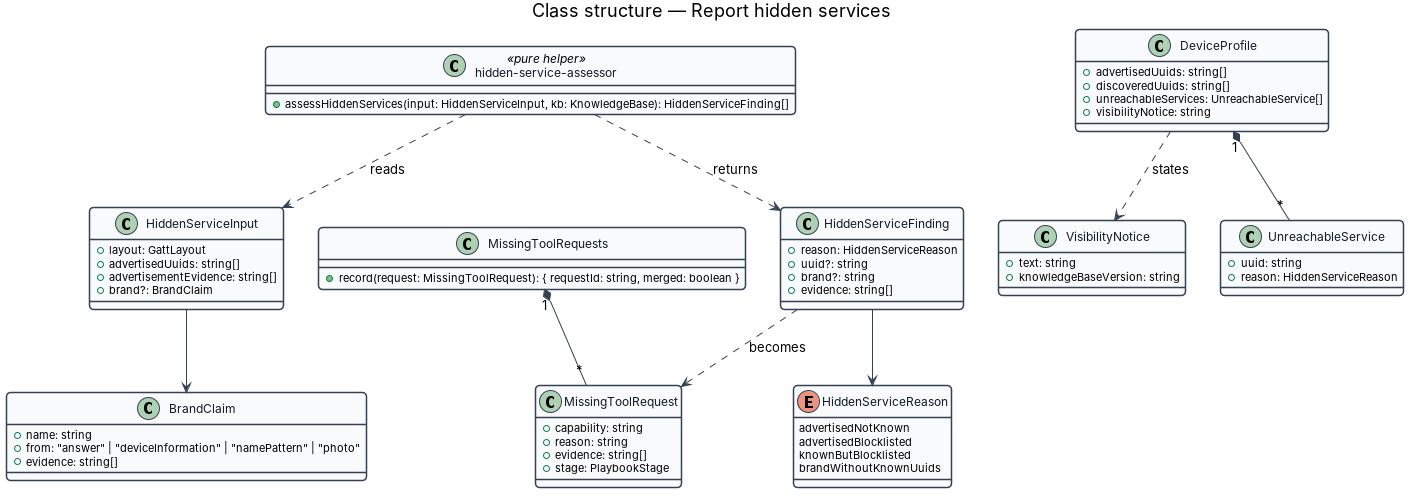 Class structure — Report hidden services
C
«pure helper»
hidden-service-assessor
assessHiddenServices(input: HiddenServiceInput, kb: KnowledgeBase): HiddenServiceFinding[]
C DeviceProfile
advertisedUuids: string[]
discoveredUuids: string[]
unreachableServices: UnreachableService[]
visibilityNotice: string
reads
returns
states
1
*
C HiddenServiceInput
layout: GattLayout
advertisedUuids: string[]
advertisementEvidence: string[]
brand?: BrandClaim
C MissingToolRequests
record(request: MissingToolRequest): { requestId: string, merged: boolean }
C HiddenServiceFinding
reason: HiddenServiceReason
uuid?: string
brand?: string
evidence: string[]
C VisibilityNotice
text: string
knowledgeBaseVersion: string
C UnreachableService
uuid: string
reason: HiddenServiceReason
1
*
becomes
C BrandClaim
name: string
from: "answer" | "deviceInformation" | "namePattern" | "photo"
evidence: string[]
C MissingToolRequest
capability: string
reason: string
evidence: string[]
stage: PlaybookStage
E HiddenServiceReason
advertisedNotKnown
advertisedBlocklisted
knownButBlocklisted
brandWithoutKnownUuids